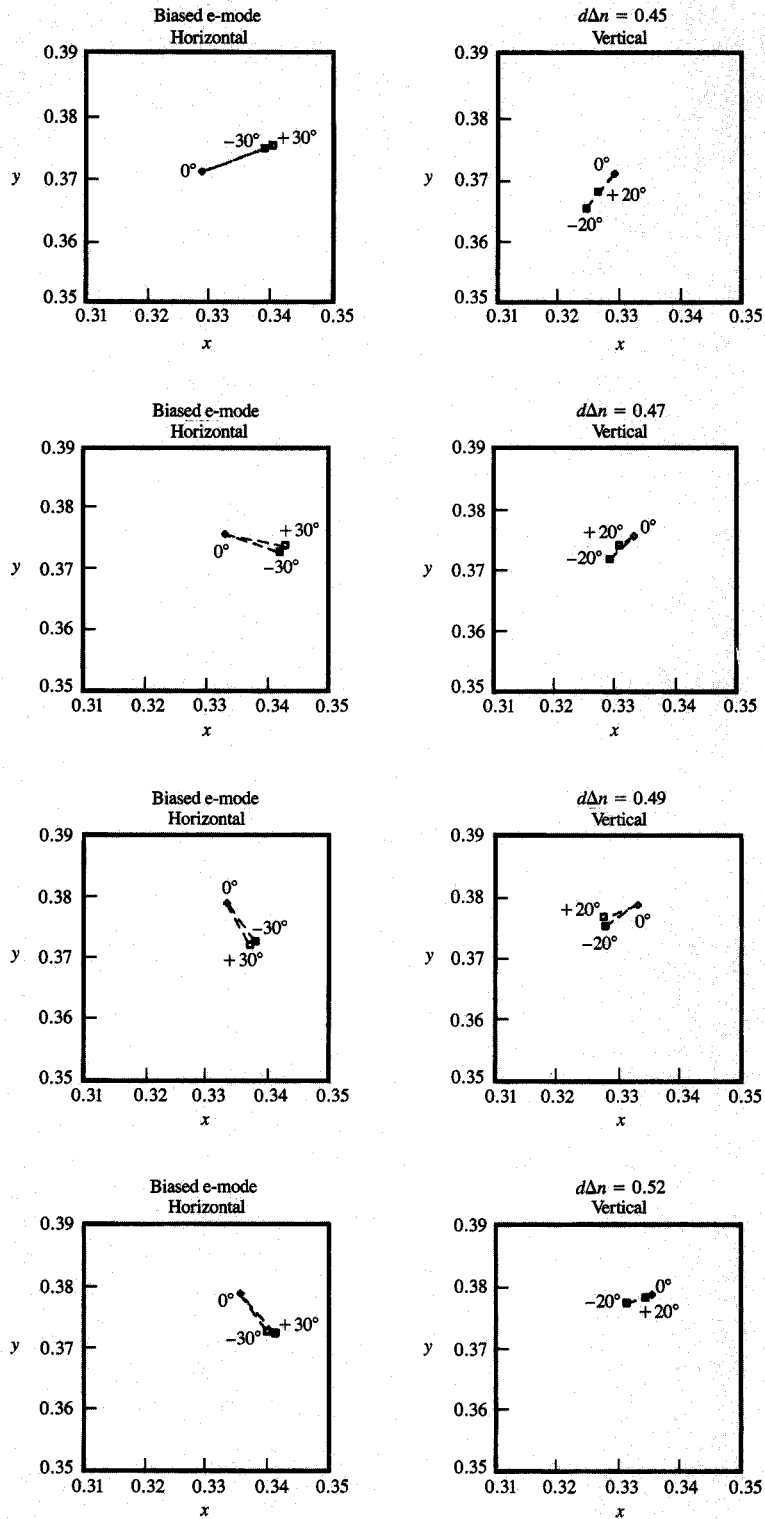 Biased e-mode
Horizontal
0.39
0.38
0.37
0.36
0.35
y
0°
−30°
+30°
0.31 0.32 0.33 0.34 0.35
x
dΔn = 0.45
Vertical
0.39
0.38
0.37
0.36
0.35
y
0°
+20°
−20°
0.31 0.32 0.33 0.34 0.35
x
Biased e-mode
Horizontal
0.39
0.38
0.37
0.36
0.35
y
+30°
0°
−30°
0.31 0.32 0.33 0.34 0.35
x
dΔn = 0.47
Vertical
0.39
0.38
0.37
0.36
0.35
y
+20°
0°
−20°
0.31 0.32 0.33 0.34 0.35
x
Biased e-mode
Horizontal
0.39
0.38
0.37
0.36
0.35
y
0°
−30°
+30°
0.31 0.32 0.33 0.34 0.35
x
dΔn = 0.49
Vertical
0.39
0.38
0.37
0.36
0.35
y
+20°
0°
−20°
0.31 0.32 0.33 0.34 0.35
x
Biased e-mode
Horizontal
0.39
0.38
0.37
0.36
0.35
y
0°
−30°
+30°
0.31 0.32 0.33 0.34 0.35
x
dΔn = 0.52
Vertical
0.39
0.38
0.37
0.36
0.35
y
−20°
0°
+20°
0.31 0.32 0.33 0.34 0.35
x